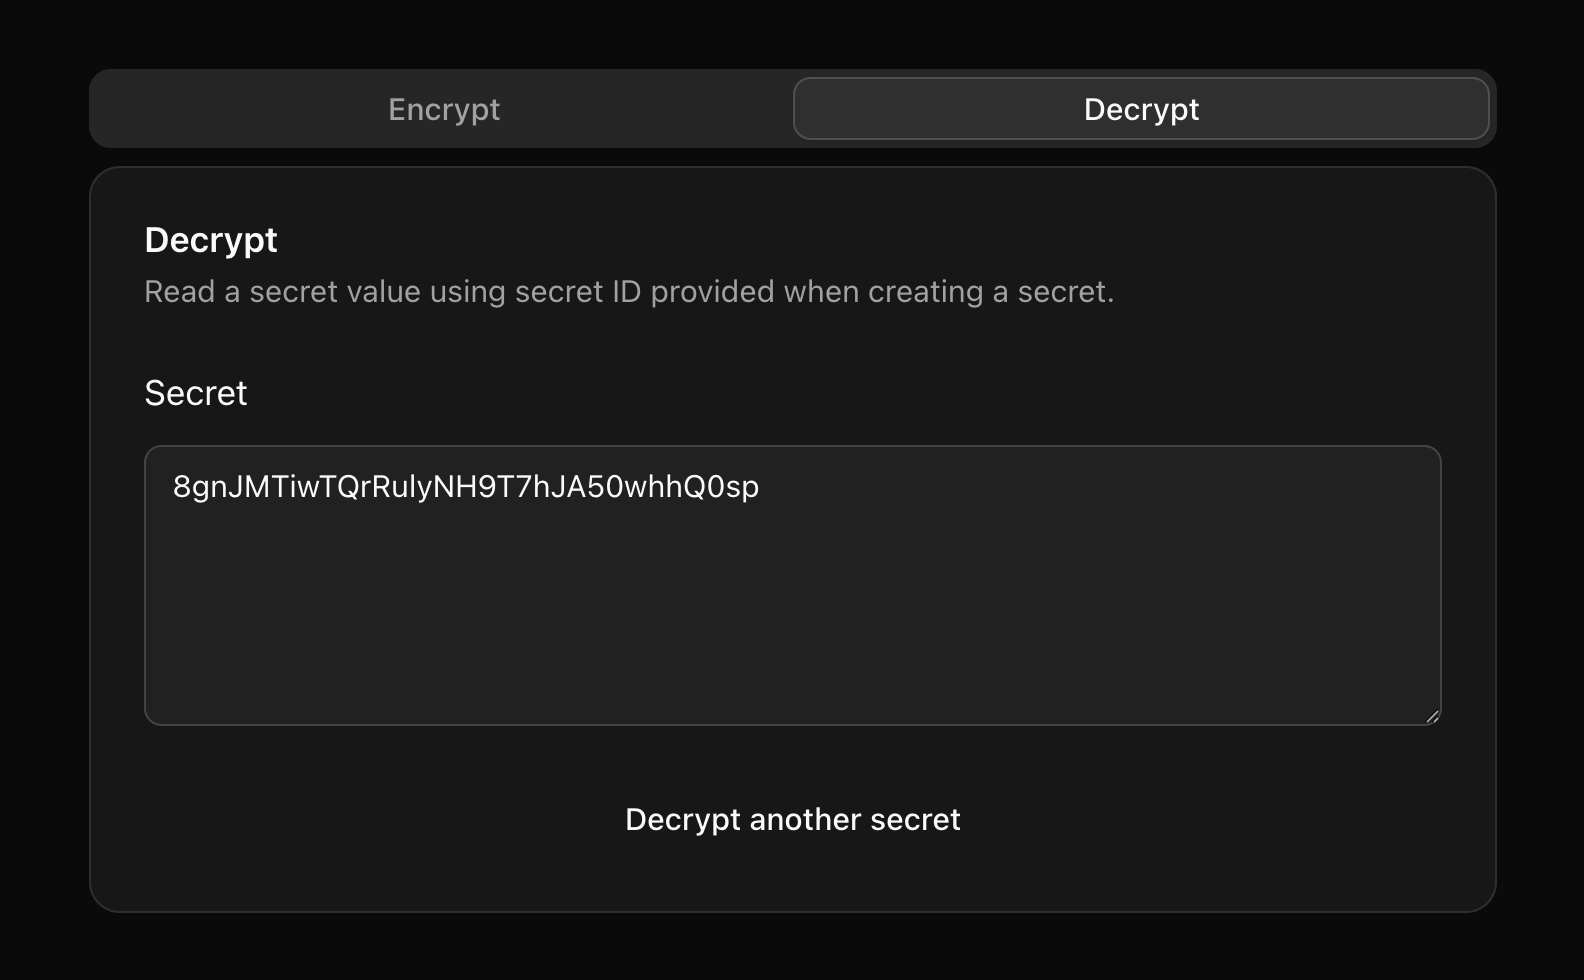 Encrypt
Decrypt
Decrypt
Read a secret value using secret ID provided when creating a secret.
Secret
8gnJMTiwTQrRulyNH9T7hJA50whhQ0sp
Decrypt another secret